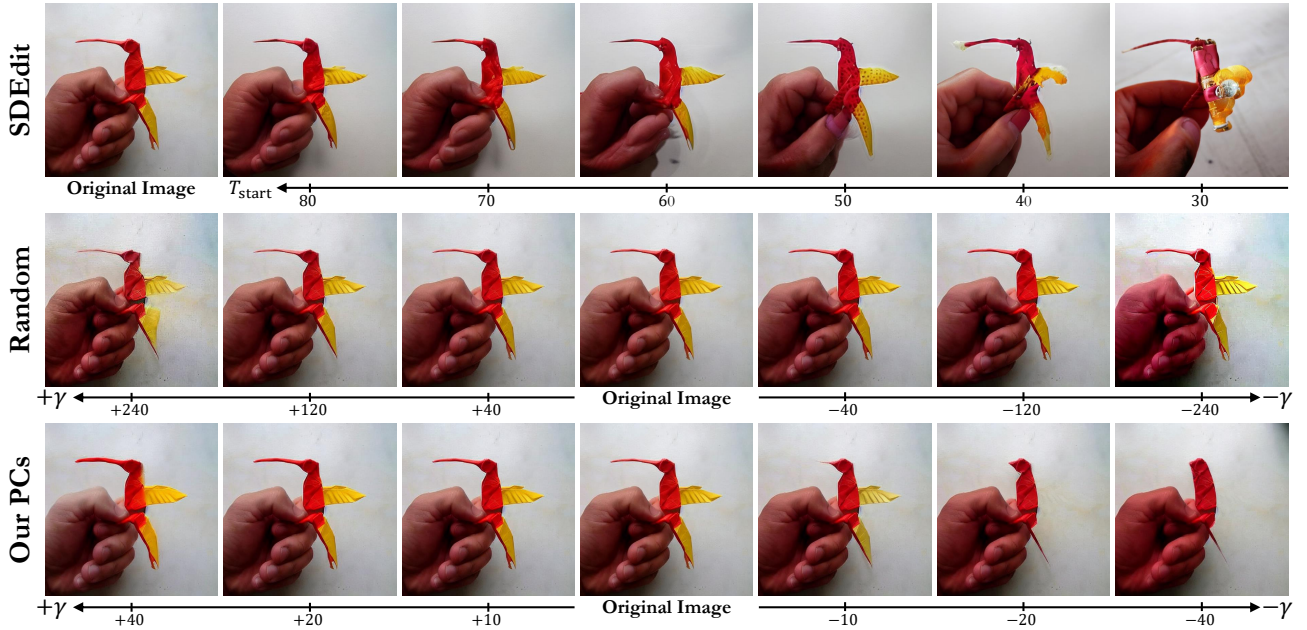 SDEdit
Original Image
T_start 80 70 60 50 40 30
Random
+γ +240 +120 +40 Original Image −40 −120 −240 −γ
Our PCs
+γ +40 +20 +10 Original Image −10 −20 −40 −γ